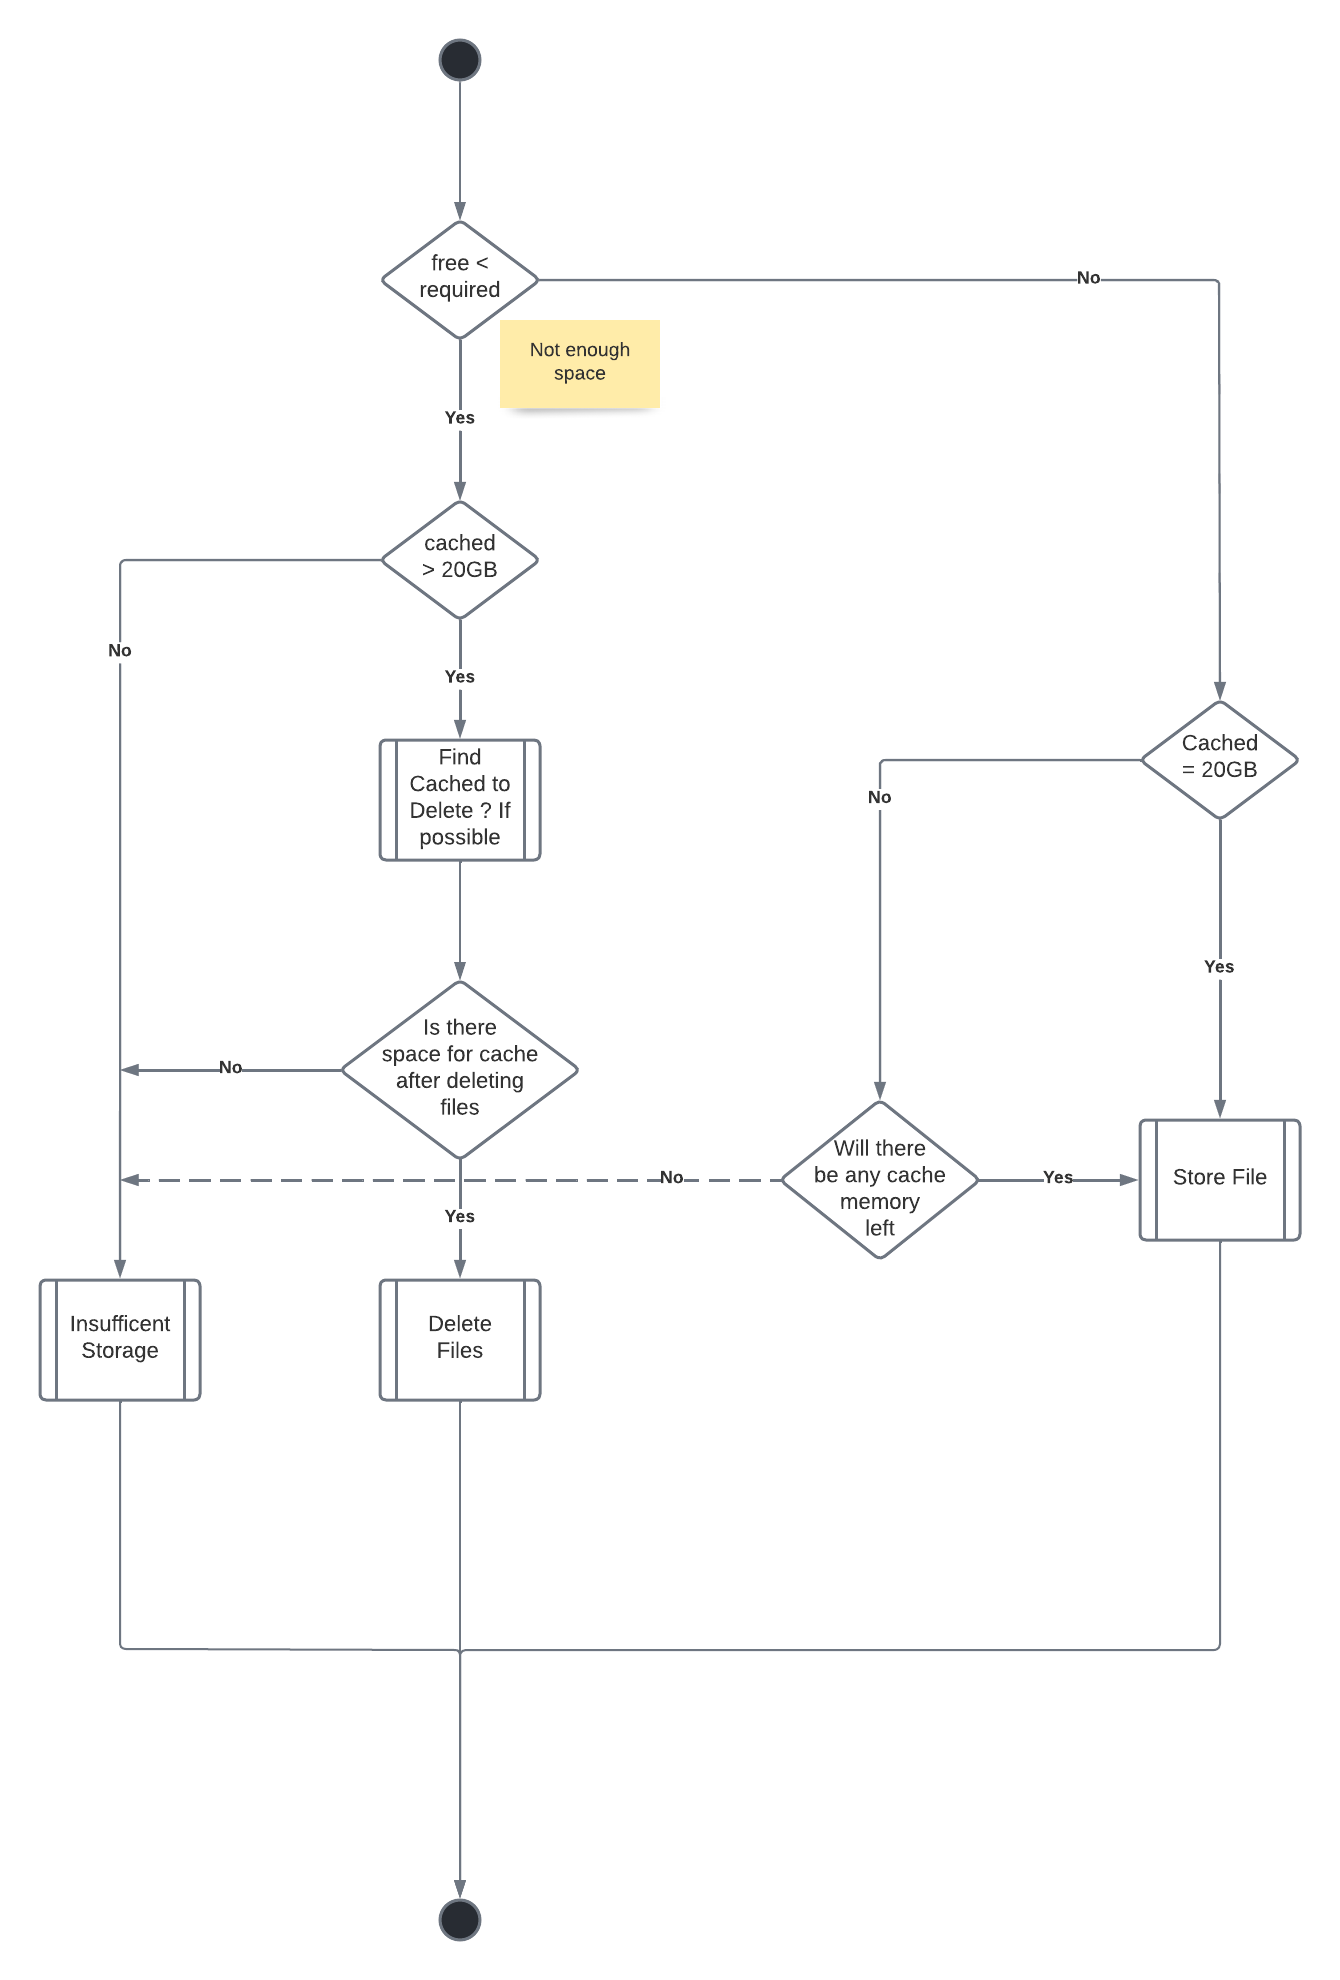 free <
required
No
Not enough
space
Yes
cached
> 20GB
No
Yes
Find
Cached to
Delete ? If
possible
Cached
= 20GB
No
Yes
Is there
space for cache
after deleting
files
No
Will there
be any cache
memory
left
No
Yes
Yes
Store File
Insufficent
Storage
Delete
Files